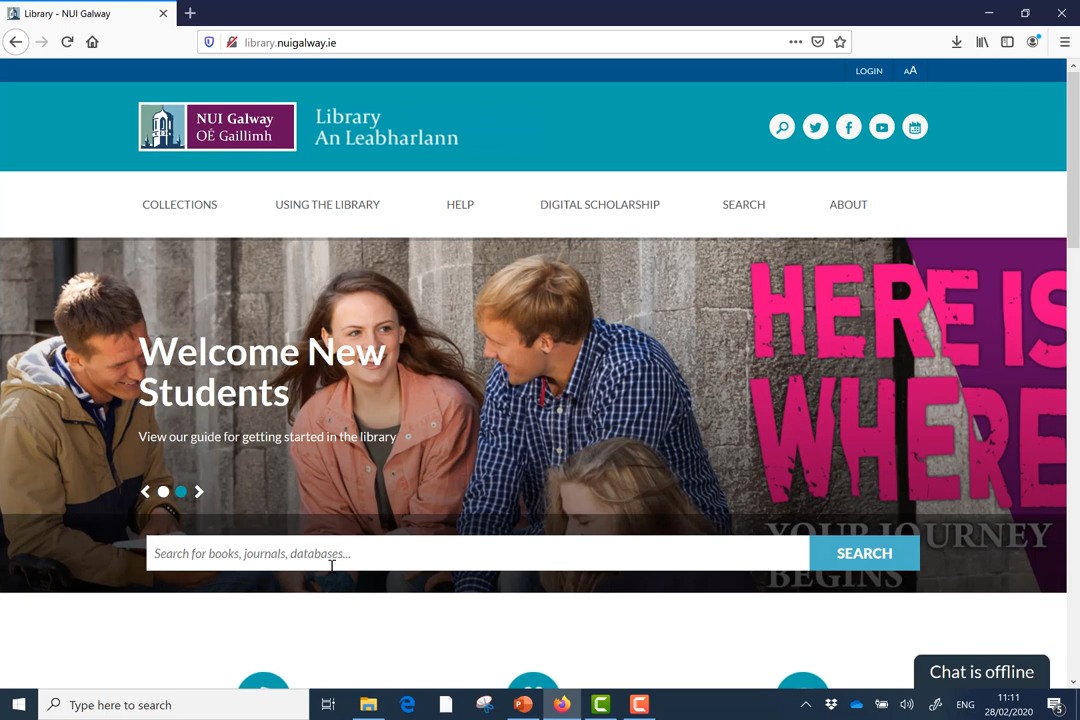 Library - NUI Galway
library.nuigalway.ie
LOGIN AA
NUI Galway
OÉ Gaillimh
Library
An Leabharlann
COLLECTIONS USING THE LIBRARY HELP DIGITAL SCHOLARSHIP SEARCH ABOUT
HERE IS
WHERE
YOUR JOURNEY
BEGINS
Welcome New
Students
View our guide for getting started in the library
Search for books, journals, databases...
SEARCH
Chat is offline
Type here to search
ENG
11:11
28/02/2020
5